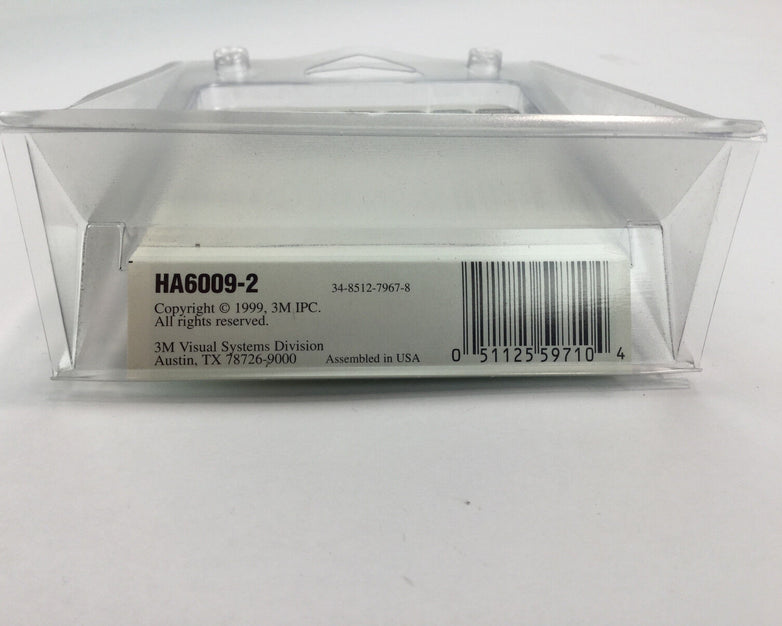 HA6009-2
34-8512-7967-8
Copyright © 1999, 3M IPC.
All rights reserved.
3M Visual Systems Division
Austin, TX 78726-9000
Assembled in USA
0 51125 59710 4